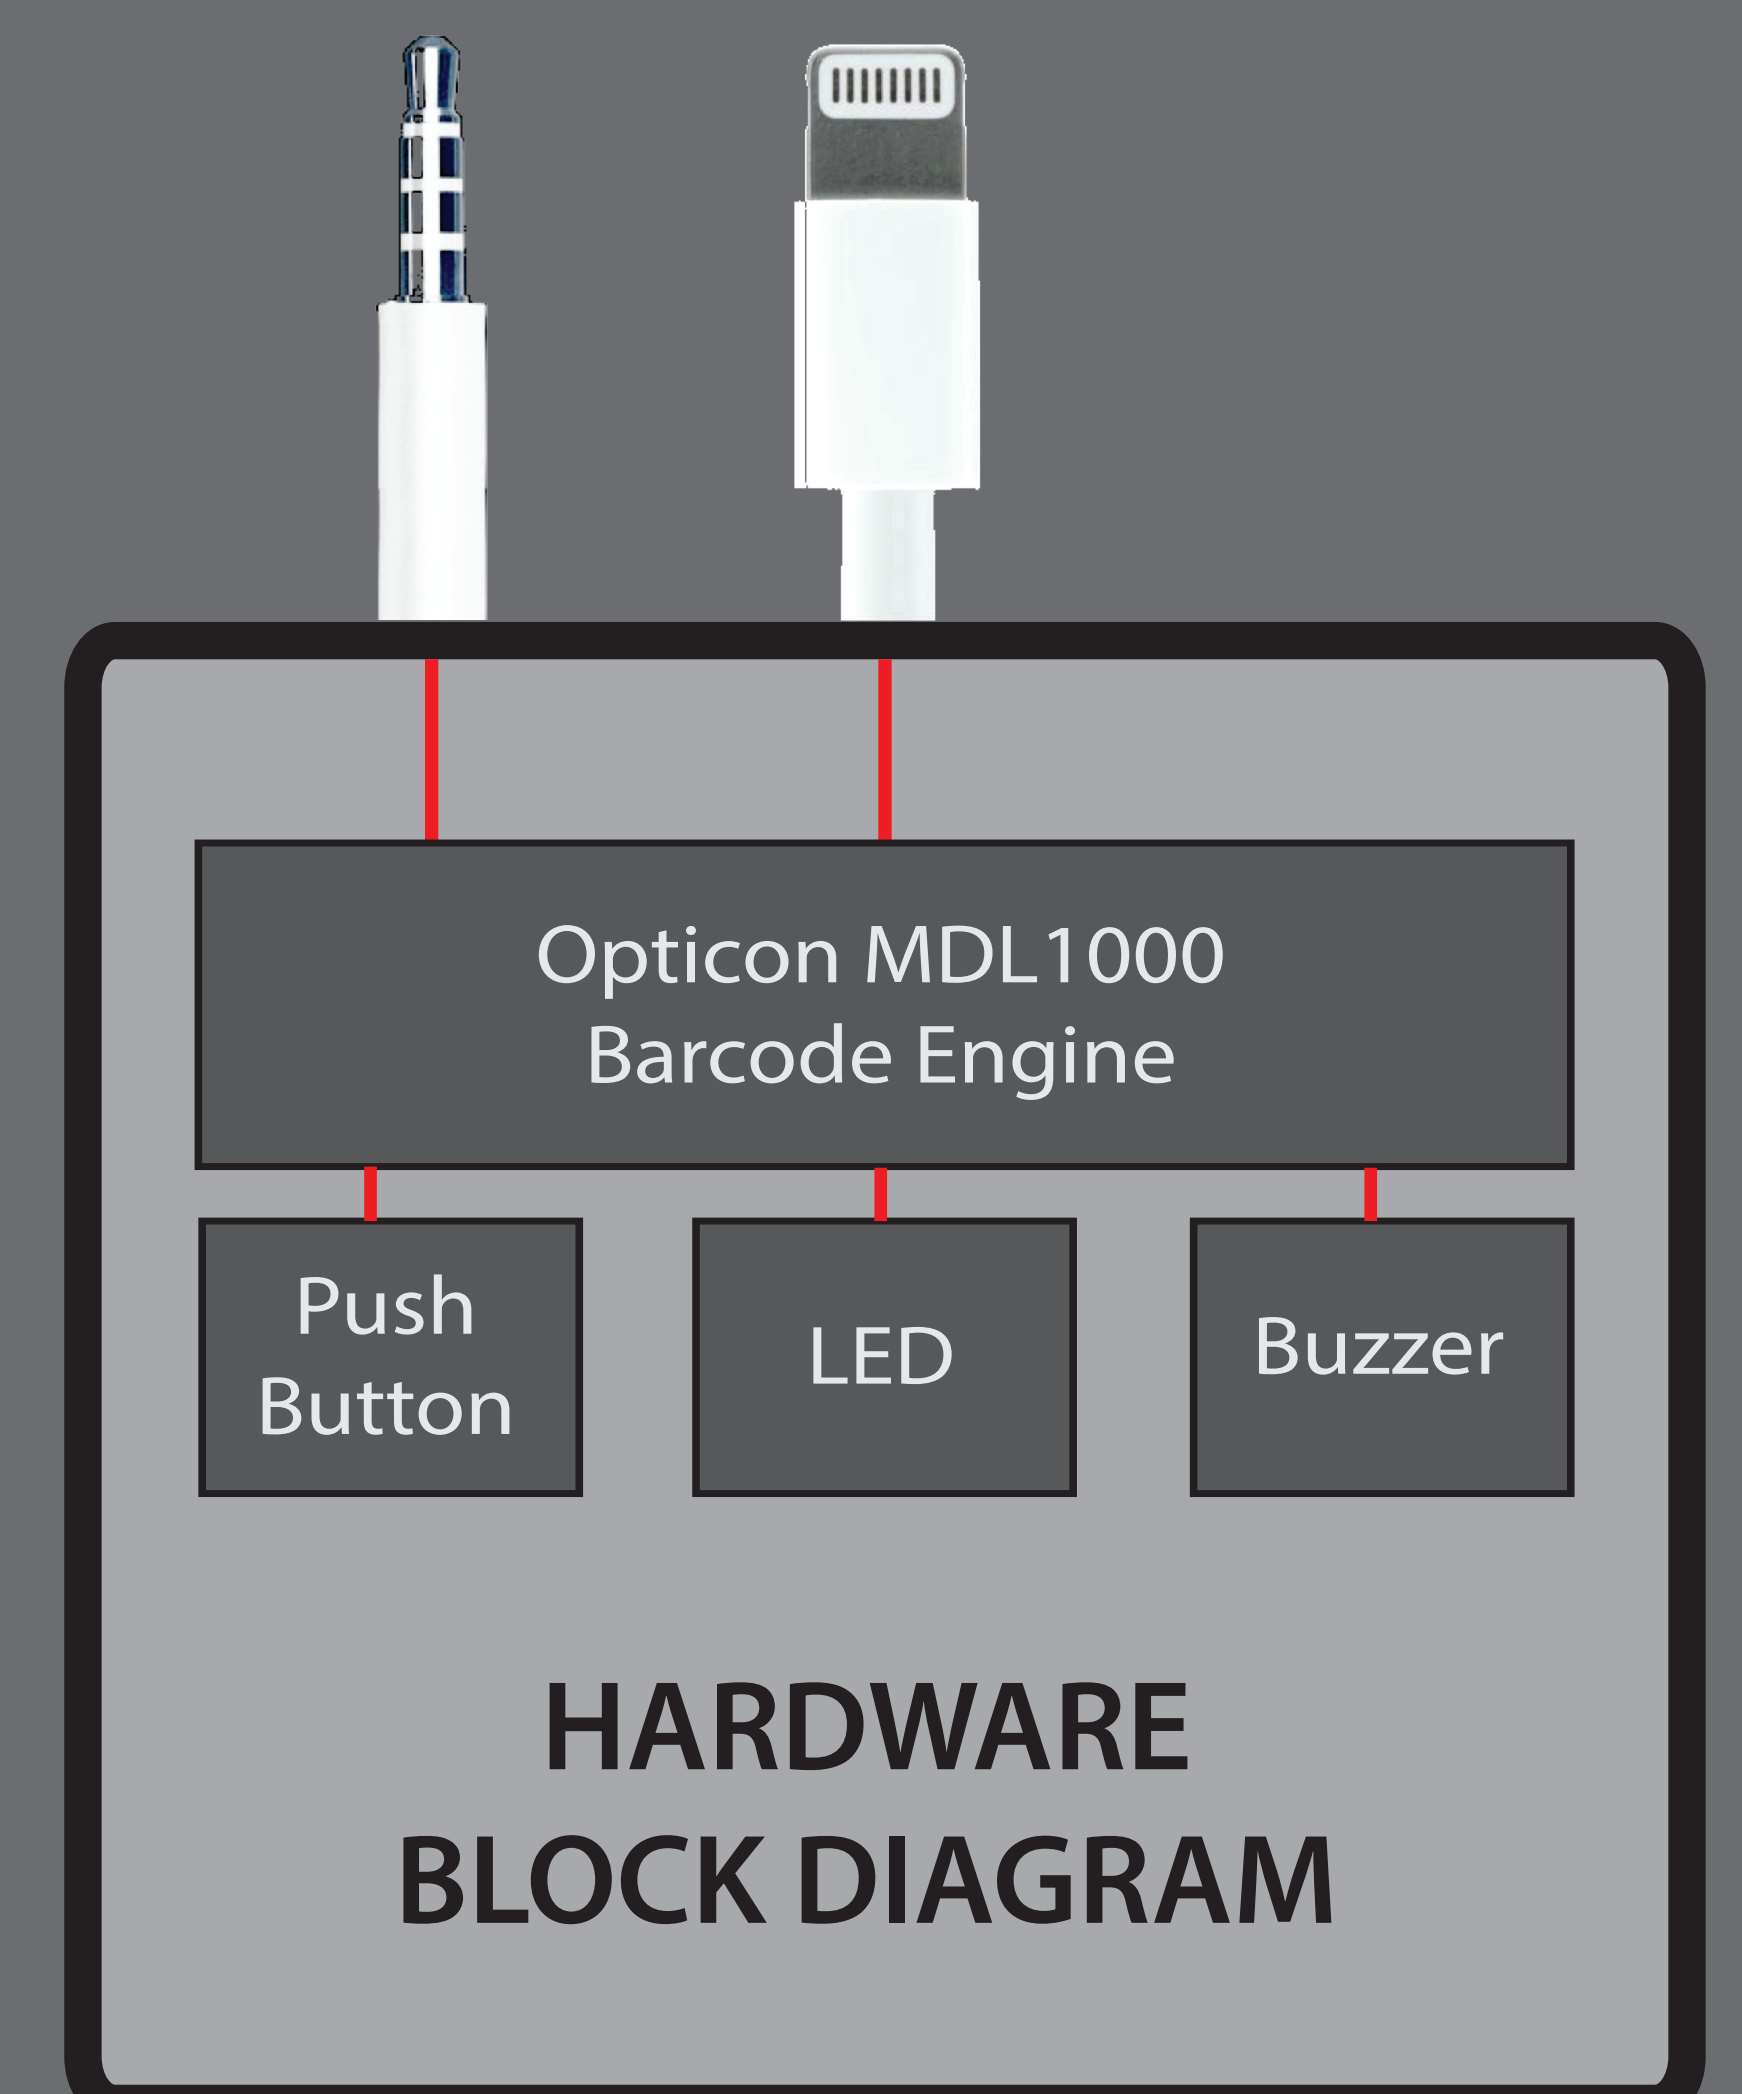 Opticon MDL1000
Barcode Engine
Push
Button
LED
Buzzer
HARDWARE
BLOCK DIAGRAM